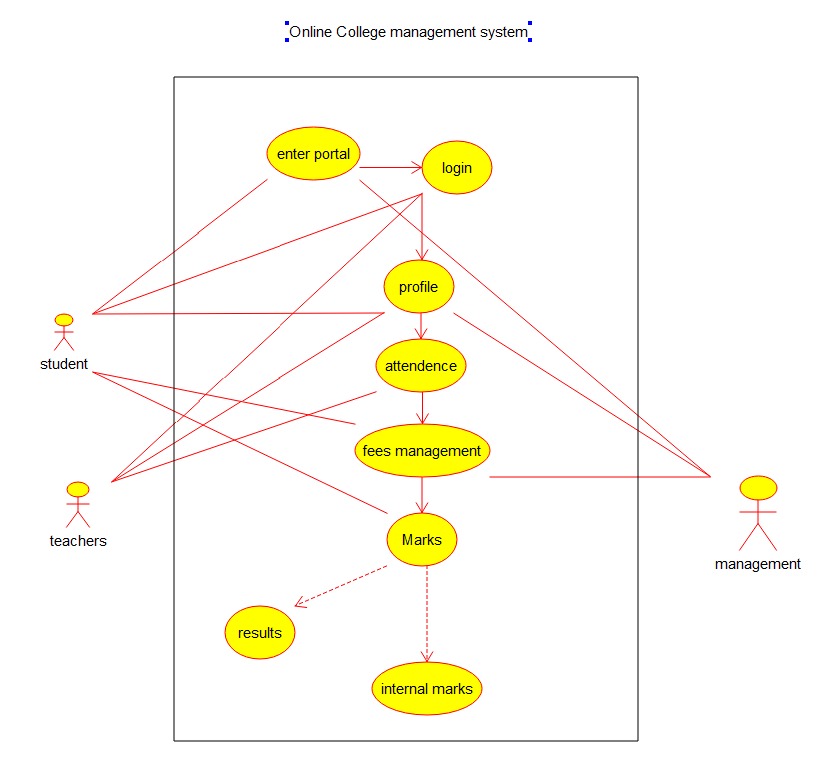 Online College management system
enter portal
login
profile
student
attendence
fees management
teachers
Marks
management
results
internal marks